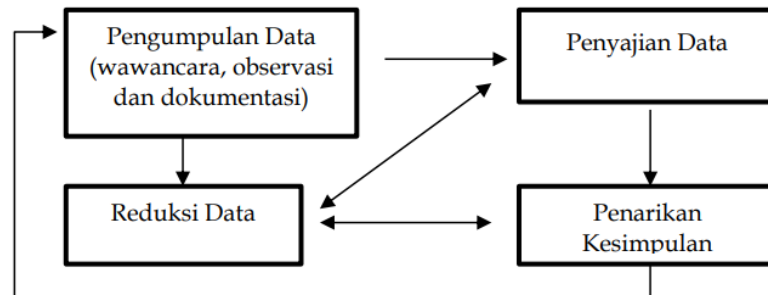 Pengumpulan Data
(wawancara, observasi
dan dokumentasi)
Penyajian Data
Reduksi Data
Penarikan
Kesimpulan